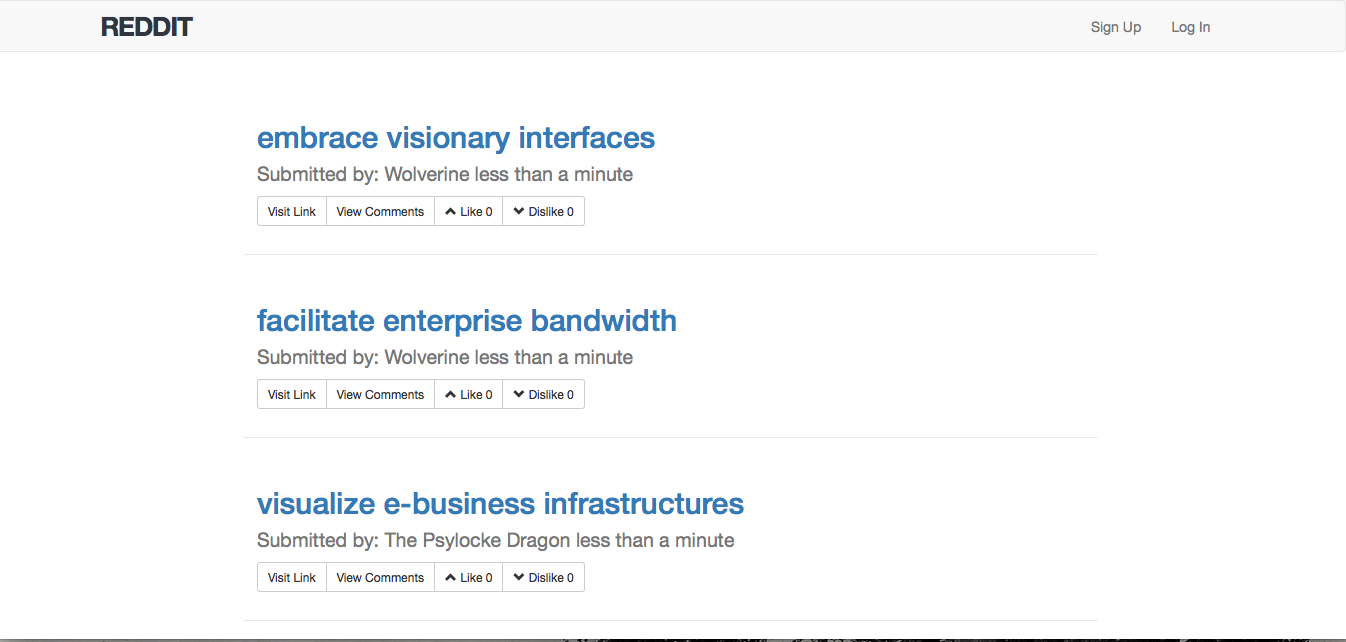 REDDIT Sign Up Log In
embrace visionary interfaces
Submitted by: Wolverine less than a minute
Visit Link View Comments Like 0 Dislike 0
facilitate enterprise bandwidth
Submitted by: Wolverine less than a minute
Visit Link View Comments Like 0 Dislike 0
visualize e-business infrastructures
Submitted by: The Psylocke Dragon less than a minute
Visit Link View Comments Like 0 Dislike 0